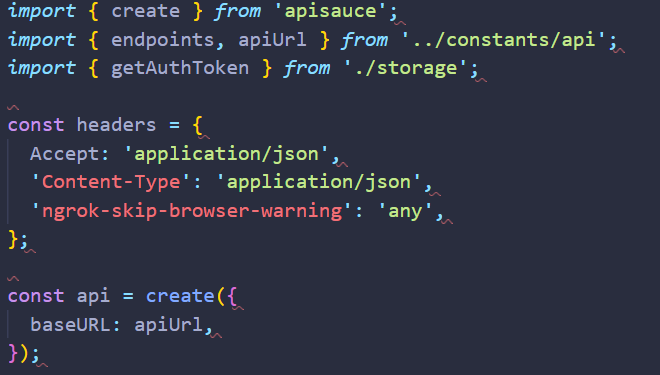 import { create } from 'apisauce';
import { endpoints, apiUrl } from '../constants/api';
import { getAuthToken } from './storage';

const headers = {
  Accept: 'application/json',
  'Content-Type': 'application/json',
  'ngrok-skip-browser-warning': 'any',
};

const api = create({
  baseURL: apiUrl,
});